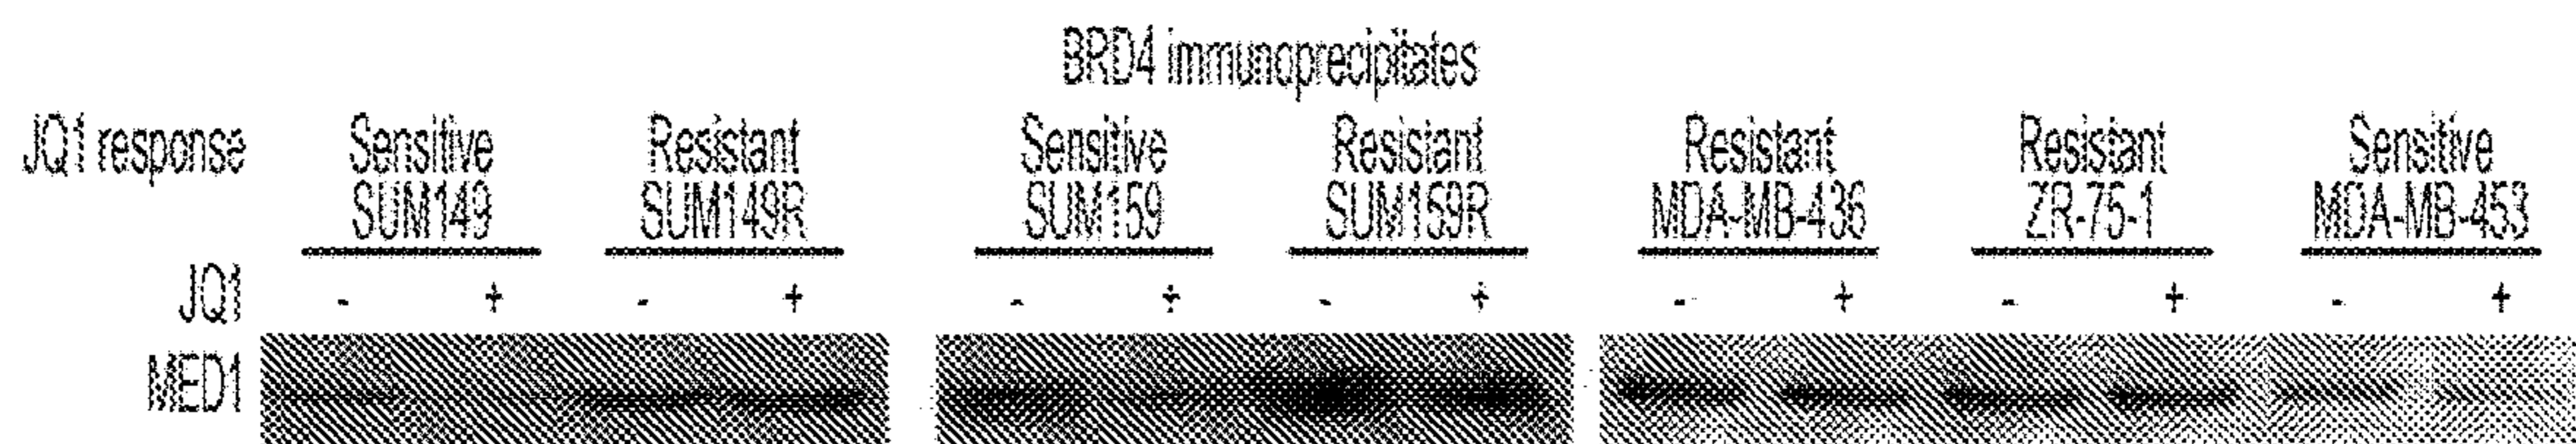 BRD4 immunoprecipitates
JQ1 response Sensitive Resistant Sensitive Resistant Resistant Resistant Sensitive
SUM149 SUM149R SUM159 SUM159R MDA-MB-436 ZR-75-1 MDA-MB-453
JQ1 - + - + - + - + - + - + - +
MED1